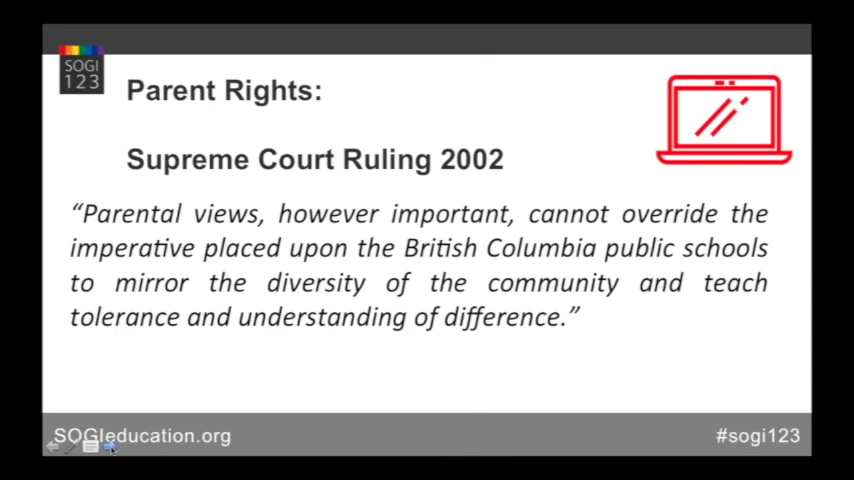 SOGI
123
Parent Rights:
Supreme Court Ruling 2002
“Parental views, however important, cannot override the
imperative placed upon the British Columbia public schools
to mirror the diversity of the community and teach
tolerance and understanding of difference.”
SOGIeducation.org
#sogi123